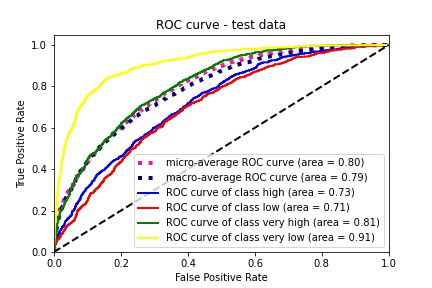 ROC curve - test data
1.0
0.8
0.6
0.4
0.2
0.0
True Positive Rate
micro-average ROC curve (area = 0.80)
macro-average ROC curve (area = 0.79)
ROC curve of class high (area = 0.73)
ROC curve of class low (area = 0.71)
ROC curve of class very high (area = 0.81)
ROC curve of class very low (area = 0.91)
0.0 0.2 0.4 0.6 0.8 1.0
False Positive Rate